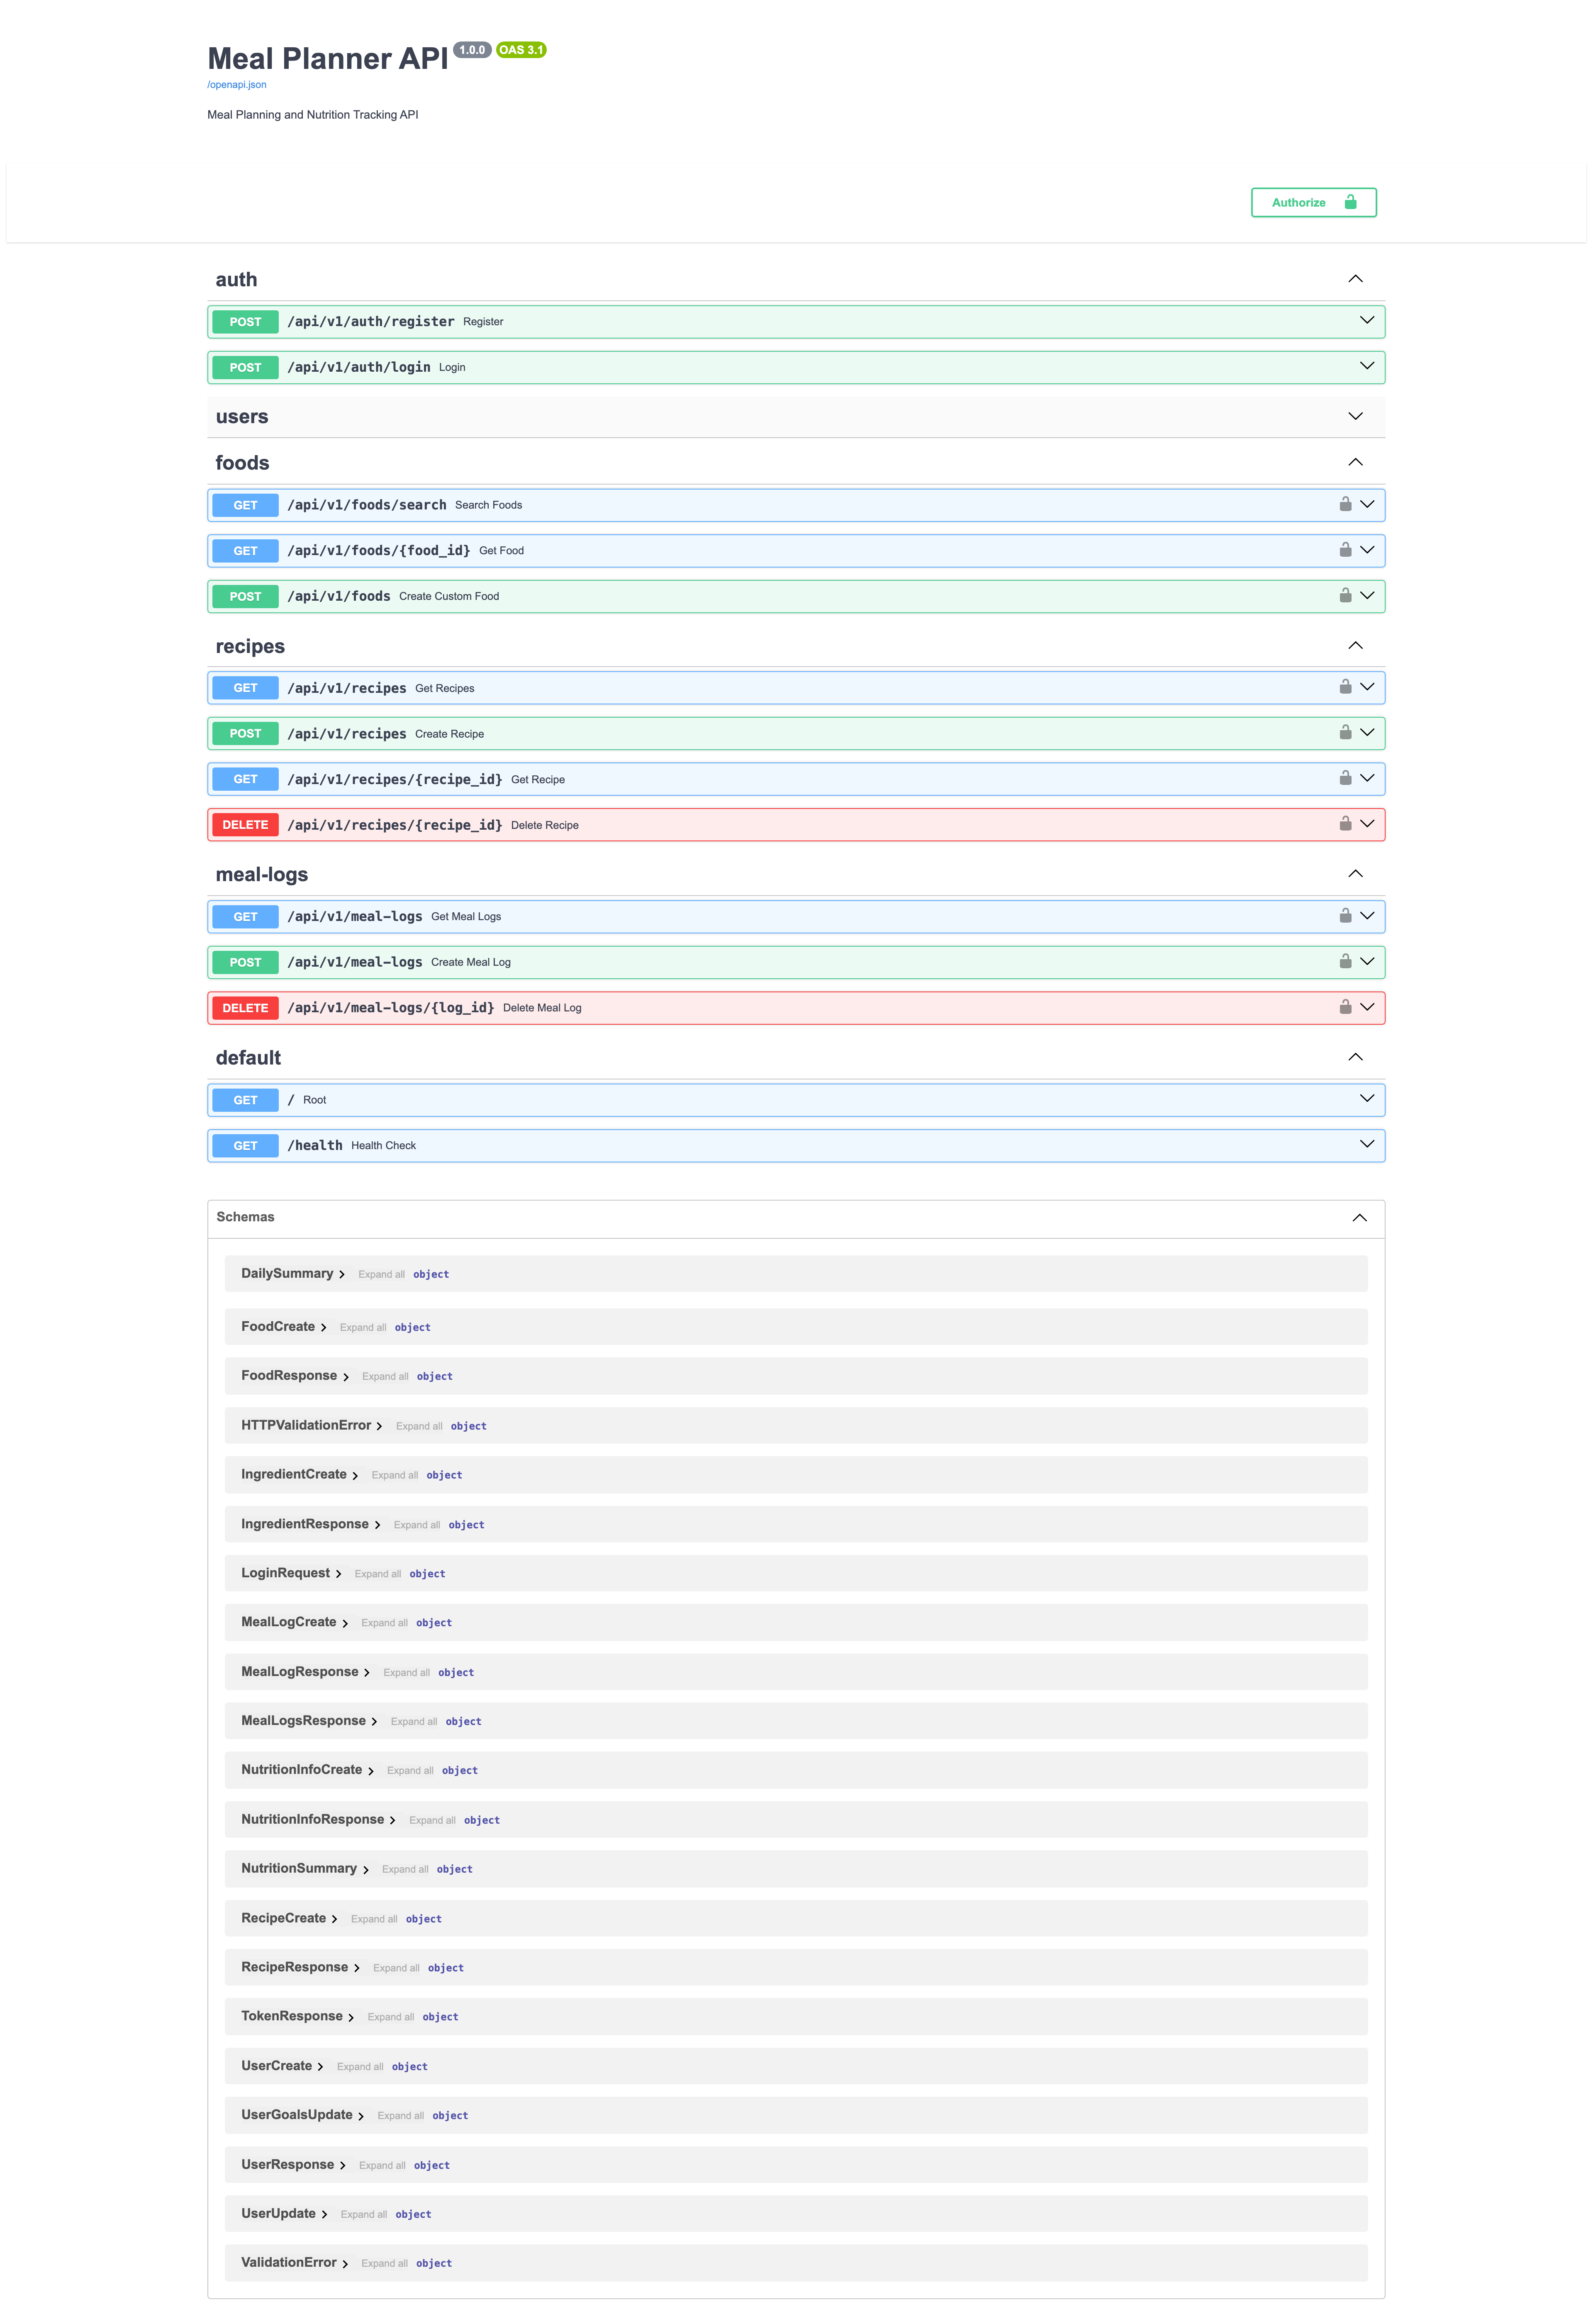 Meal Planner API 1.0.0 OAS 3.1
/openapi.json
Meal Planning and Nutrition Tracking API
Authorize
auth
POST /api/v1/auth/register Register
POST /api/v1/auth/login Login
users
foods
GET /api/v1/foods/search Search Foods
GET /api/v1/foods/{food_id} Get Food
POST /api/v1/foods Create Custom Food
recipes
GET /api/v1/recipes Get Recipes
POST /api/v1/recipes Create Recipe
GET /api/v1/recipes/{recipe_id} Get Recipe
DELETE /api/v1/recipes/{recipe_id} Delete Recipe
meal-logs
GET /api/v1/meal-logs Get Meal Logs
POST /api/v1/meal-logs Create Meal Log
DELETE /api/v1/meal-logs/{log_id} Delete Meal Log
default
GET / Root
GET /health Health Check
Schemas
DailySummary Expand all object
FoodCreate Expand all object
FoodResponse Expand all object
HTTPValidationError Expand all object
IngredientCreate Expand all object
IngredientResponse Expand all object
LoginRequest Expand all object
MealLogCreate Expand all object
MealLogResponse Expand all object
MealLogsResponse Expand all object
NutritionInfoCreate Expand all object
NutritionInfoResponse Expand all object
NutritionSummary Expand all object
RecipeCreate Expand all object
RecipeResponse Expand all object
TokenResponse Expand all object
UserCreate Expand all object
UserGoalsUpdate Expand all object
UserResponse Expand all object
UserUpdate Expand all object
ValidationError Expand all object